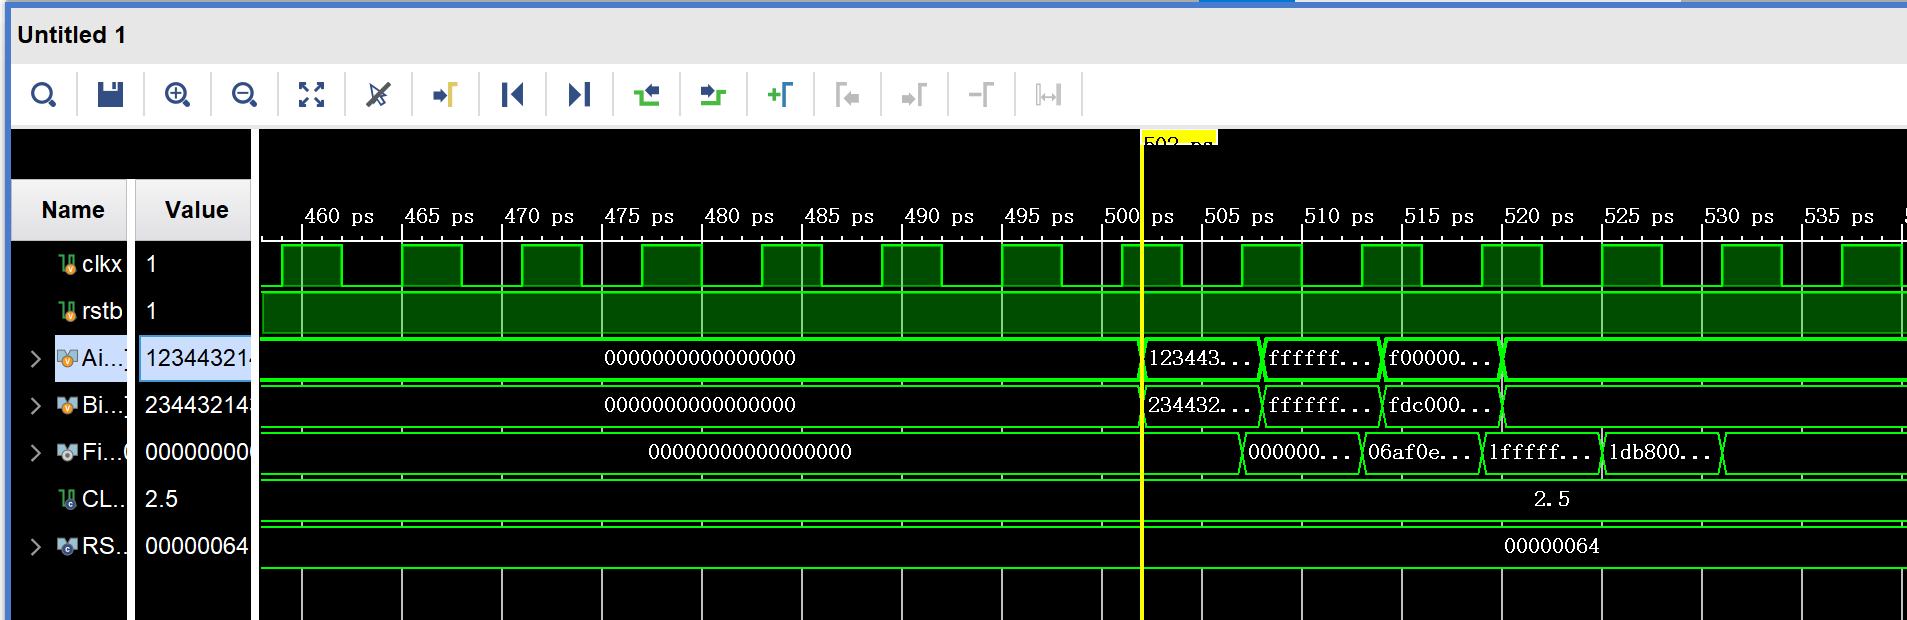 Untitled 1
502 ps
Name Value
460 ps 465 ps 470 ps 475 ps 480 ps 485 ps 490 ps 495 ps 500 ps 505 ps 510 ps 515 ps 520 ps 525 ps 530 ps 535 ps
clkx 1
rstb 1
Ai... 123443214 0000000000000000 123443... ffffff... f00000...
Bi... 234432143 0000000000000000 234432... ffffff... fdc000...
Fi... 000000000 00000000000000000 000000... 06af0e... 1fffff... 1db800...
CL... 2.5 2.5
RS... 00000064 00000064